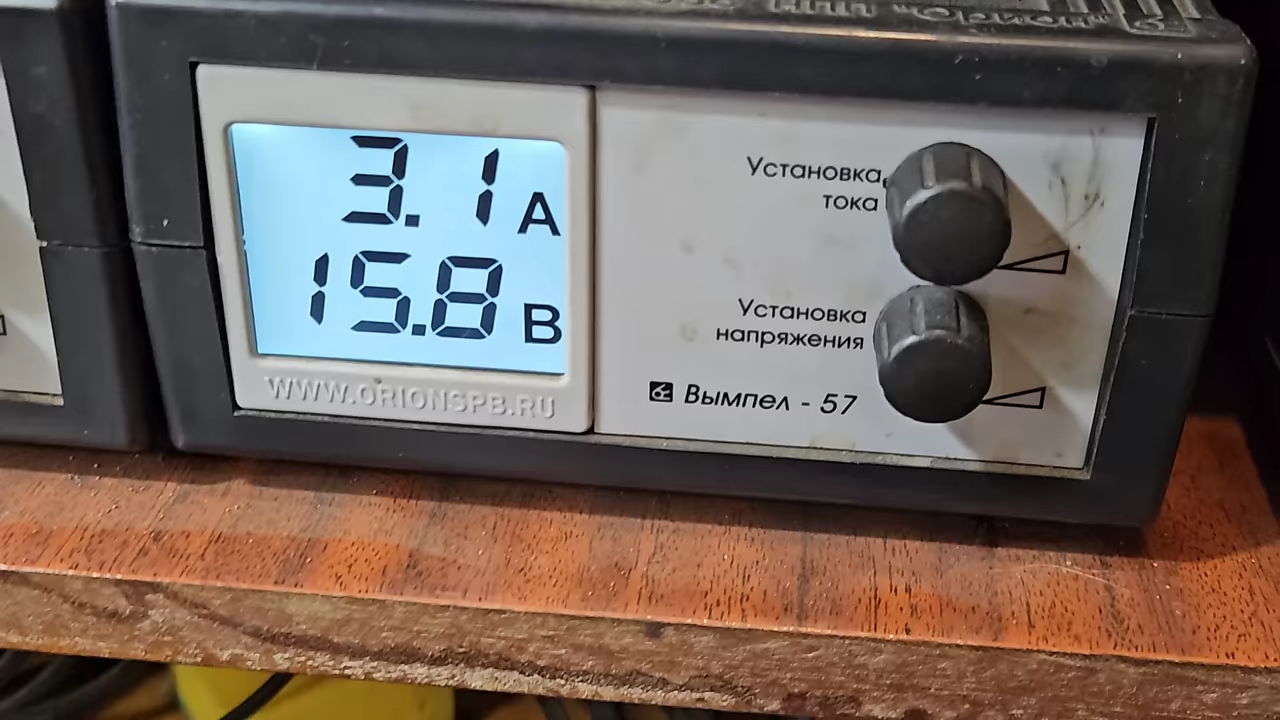 3.1 А
15.8 В
WWW.ORIONSPB.RU
Установка
тока
Установка
напряжения
Вымпел - 57